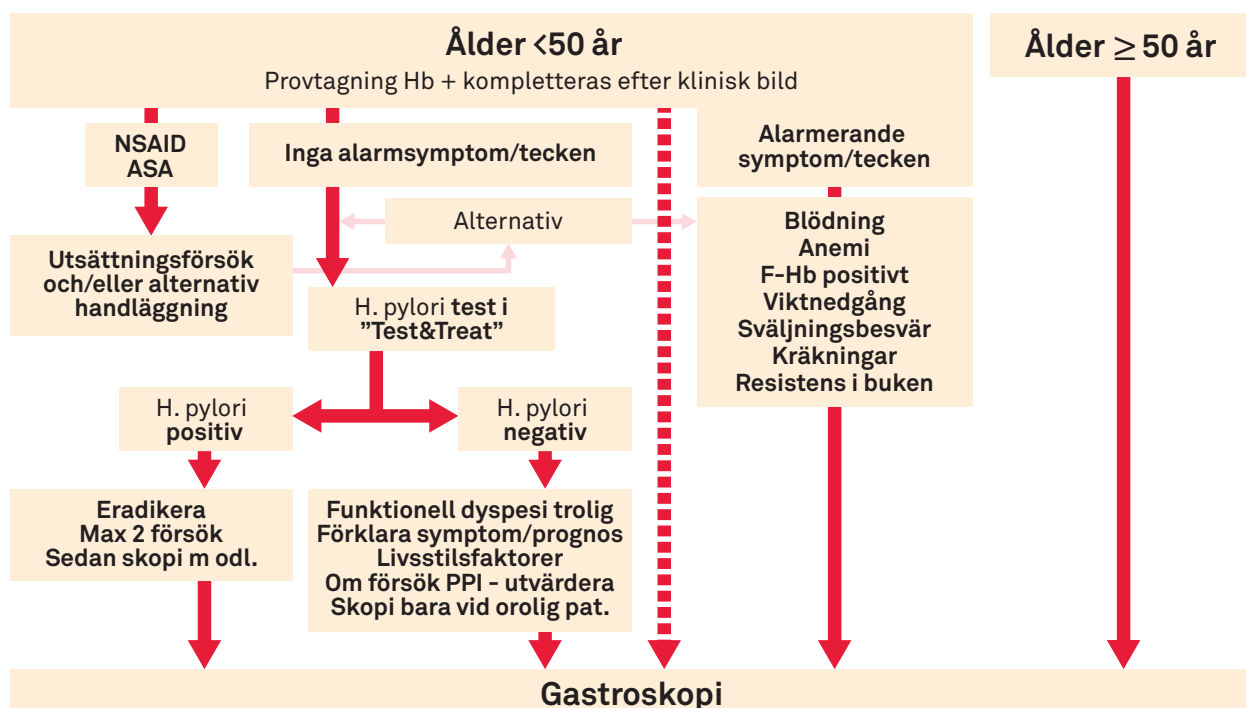 Ålder <50 år
Provtagning Hb + kompletteras efter klinisk bild
Ålder ≥ 50 år
NSAID
ASA
Inga alarmsymptom/tecken
Alarmerande
symptom/tecken
Alternativ
Utsättningsförsök
och/eller alternativ
handläggning
Blödning
Anemi
F-Hb positivt
Viktnedgång
Sväljningsbesvär
Kräkningar
Resistens i buken
H. pylori test i
”Test&Treat”
H. pylori
positiv
H. pylori
negativ
Eradikera
Max 2 försök
Sedan skopi m odl.
Funktionell dyspesi trolig
Förklara symptom/prognos
Livsstilsfaktorer
Om försök PPI - utvärdera
Skopi bara vid orolig pat.
Gastroskopi